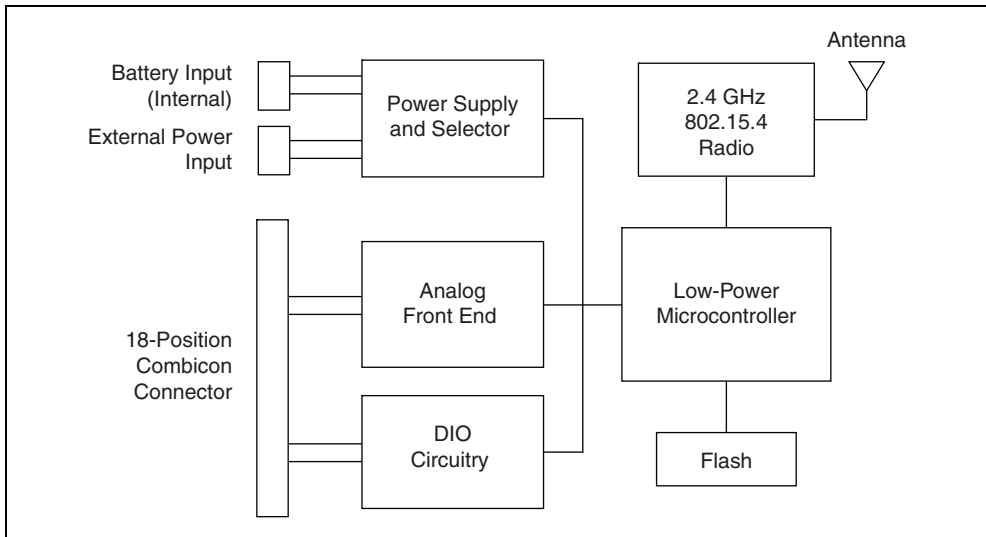 Battery Input
(Internal)
External Power
Input
Power Supply
and Selector
2.4 GHz
802.15.4
Radio
Antenna
18-Position
Combicon
Connector
Analog
Front End
Low-Power
Microcontroller
DIO
Circuitry
Flash